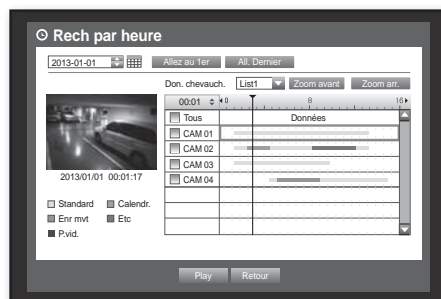 Rech par heure
2013-01-01 Allez au 1er All. Dernier
Don. chevauch. List1 Zoom avant Zoom arr.
00:01 0 8 16
Tous Données
CAM 01
CAM 02
CAM 03
CAM 04
2013/01/01 00:01:17
Standard Calendr.
Enr mvt Etc
P.vid.
Play Retour